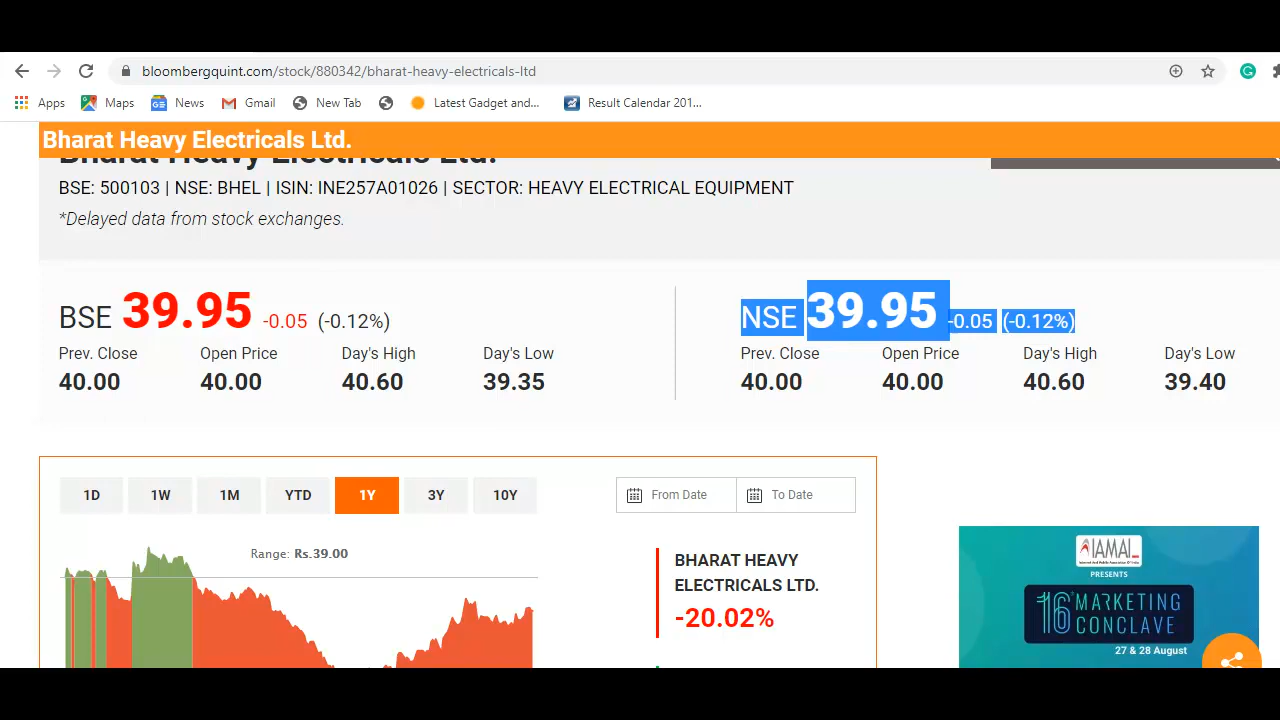 bloombergquint.com/stock/880342/bharat-heavy-electricals-ltd
Apps Maps News Gmail New Tab Latest Gadget and... Result Calendar 201...
Bharat Heavy Electricals Ltd.
Bharat Heavy Electricals Ltd.
BSE: 500103 | NSE: BHEL | ISIN: INE257A01026 | SECTOR: HEAVY ELECTRICAL EQUIPMENT
*Delayed data from stock exchanges.
BSE 39.95 -0.05 (-0.12%)
Prev. Close Open Price Day's High Day's Low
40.00 40.00 40.60 39.35
NSE 39.95 -0.05 (-0.12%)
Prev. Close Open Price Day's High Day's Low
40.00 40.00 40.60 39.40
1D 1W 1M YTD 1Y 3Y 10Y
From Date To Date
Range: Rs.39.00
BHARAT HEAVY
ELECTRICALS LTD.
-20.02%
IAMAI
PRESENTS
16 MARKETING
CONCLAVE
27 & 28 August